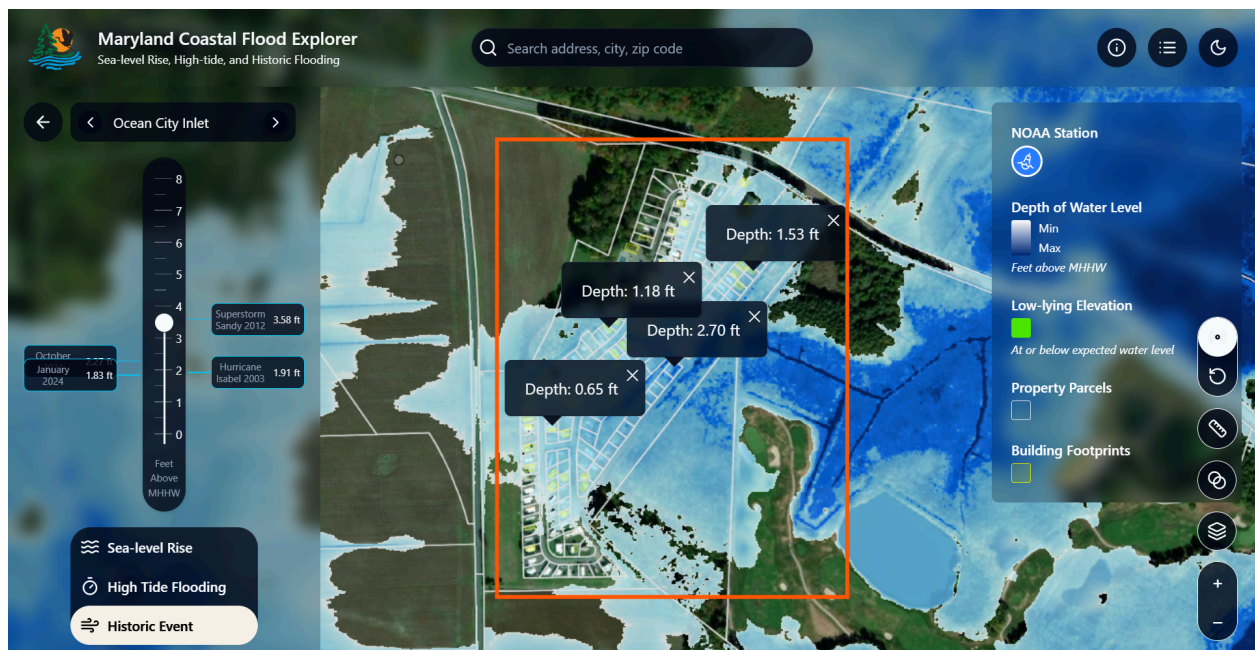 Maryland Coastal Flood Explorer
Sea-level Rise, High-tide, and Historic Flooding
Search address, city, zip code
Ocean City Inlet
8
7
6
5
4
3
2
1
0
Feet
Above
MHHW
Superstorm
Sandy 2012
3.58 ft
October
January
2024
1.83 ft
Hurricane
Isabel 2003
1.91 ft
Sea-level Rise
High Tide Flooding
Historic Event
Depth: 1.53 ft
Depth: 1.18 ft
Depth: 2.70 ft
Depth: 0.65 ft
NOAA Station
Depth of Water Level
Min
Max
Feet above MHHW
Low-lying Elevation
At or below expected water level
Property Parcels
Building Footprints